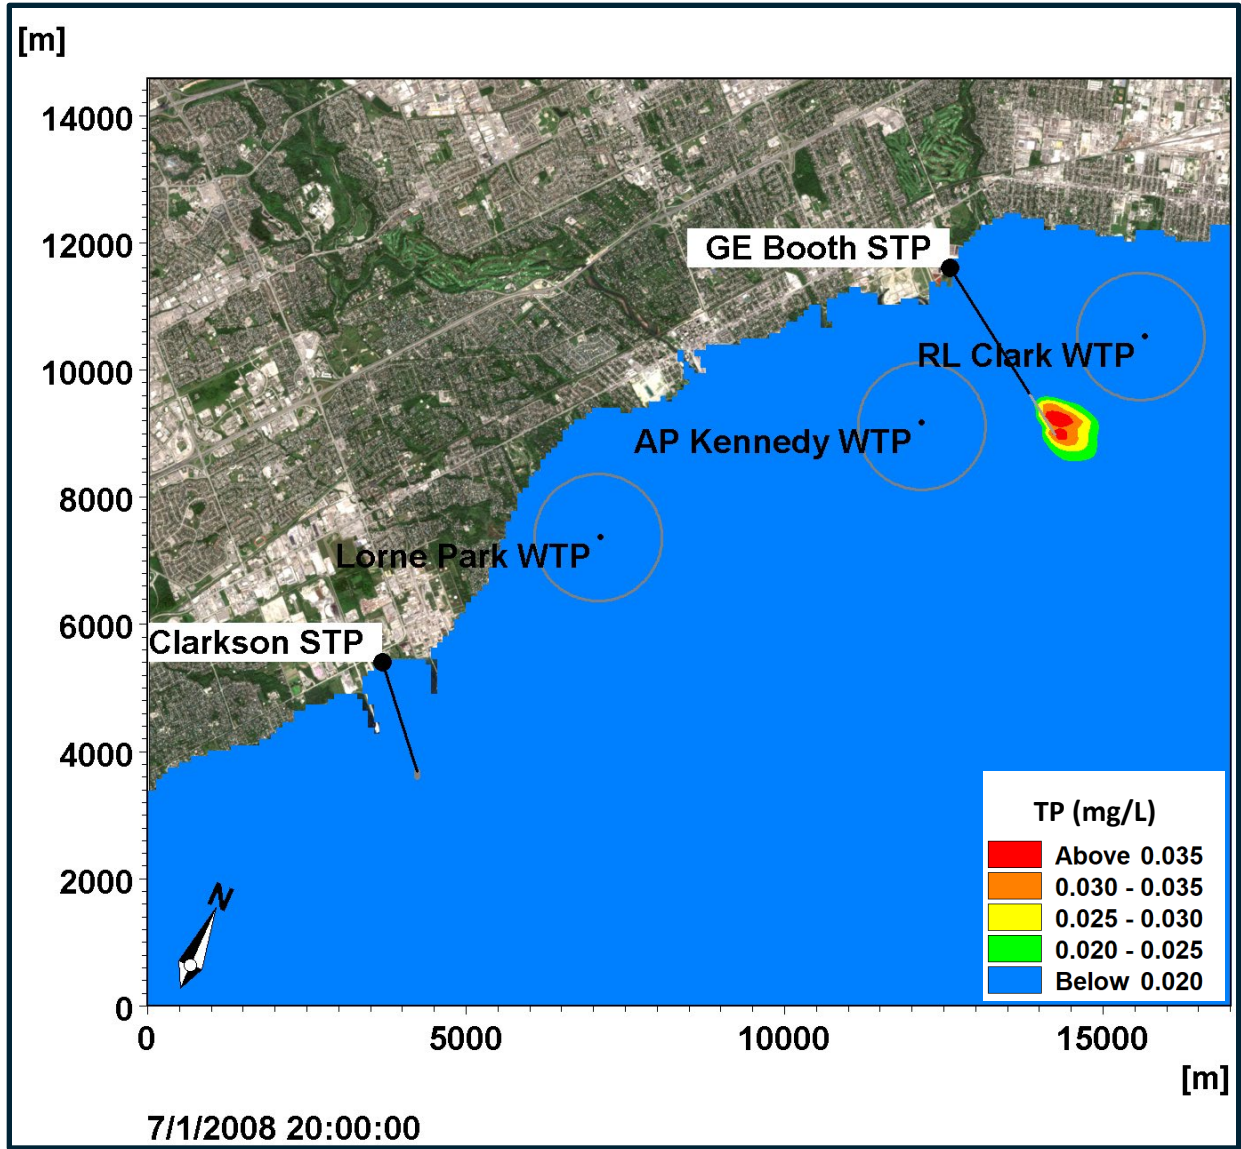 [m]
14000
12000
10000
8000
6000
4000
2000
0
GE Booth STP
RL Clark WTP
AP Kennedy WTP
Lorne Park WTP
Clarkson STP
N
TP (mg/L)
Above 0.035
0.030 - 0.035
0.025 - 0.030
0.020 - 0.025
Below 0.020
0 5000 10000 15000
[m]
7/1/2008 20:00:00